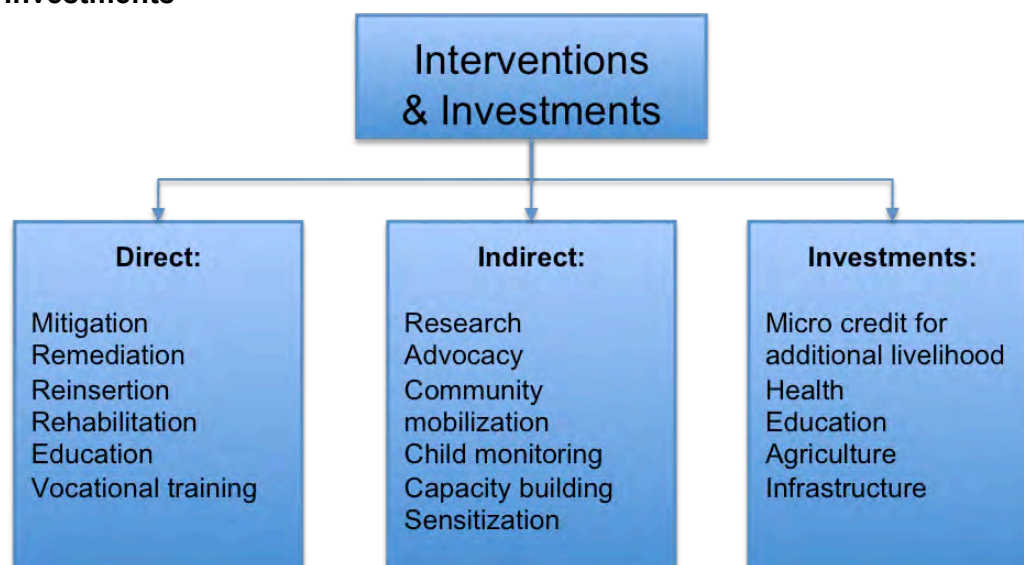 Investments
Interventions
& Investments
Direct:
Mitigation
Remediation
Reinsertion
Rehabilitation
Education
Vocational training
Indirect:
Research
Advocacy
Community
mobilization
Child monitoring
Capacity building
Sensitization
Investments:
Micro credit for
additional livelihood
Health
Education
Agriculture
Infrastructure